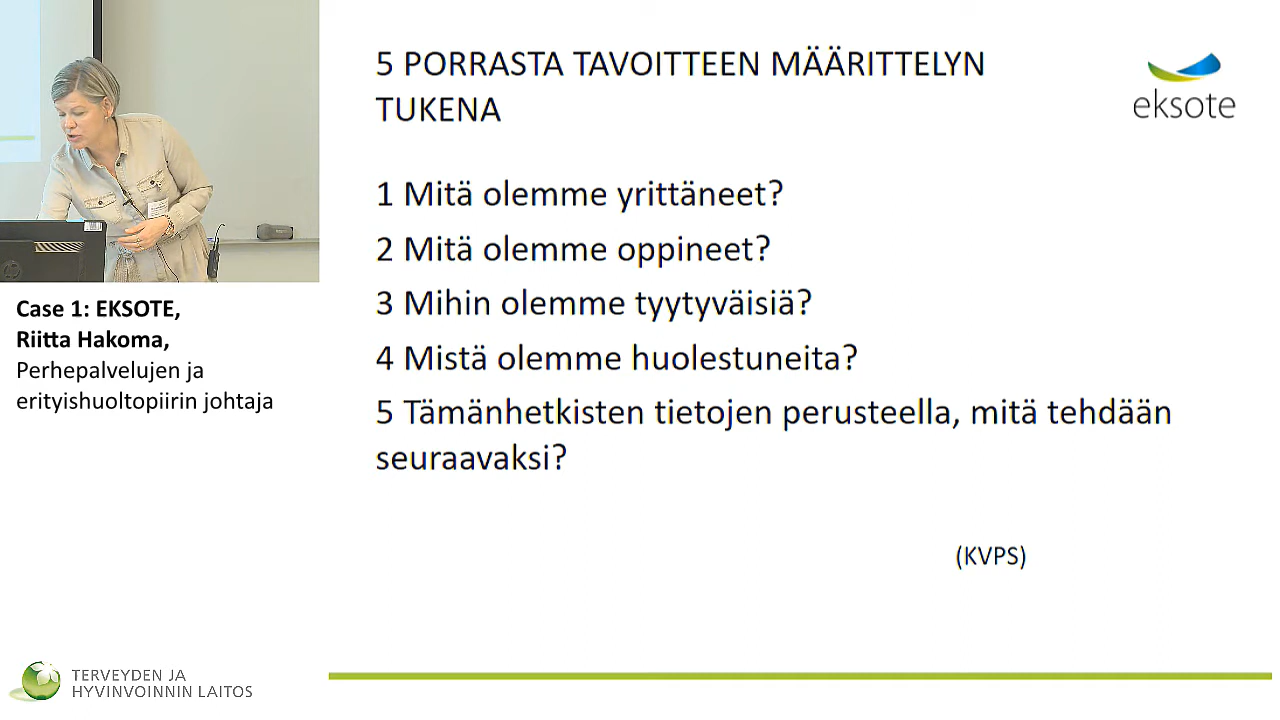 5 PORRASTA TAVOITTEEN MÄÄRITTELYN
TUKENA
eksote
1 Mitä olemme yrittäneet?
2 Mitä olemme oppineet?
3 Mihin olemme tyytyväisiä?
4 Mistä olemme huolestuneita?
5 Tämänhetkisten tietojen perusteella, mitä tehdään
seuraavaksi?
(KVPS)
Case 1: EKSOTE,
Riitta Hakoma,
Perhepalvelujen ja
erityishuoltopiirin johtaja
TERVEYDEN JA
HYVINVOINNIN LAITOS